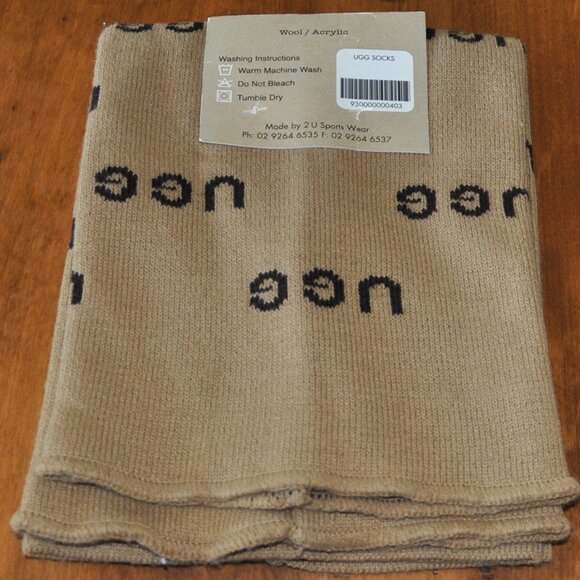 Wool / Acrylic
Washing Instructions
Warm Machine Wash
Do Not Bleach
Tumble Dry
Made by 2 U Sports Wear
Ph: 02 9264 6535 F: 02 9264 6537
UGG SOCKS
930000000403
UGG
UGG
UGG